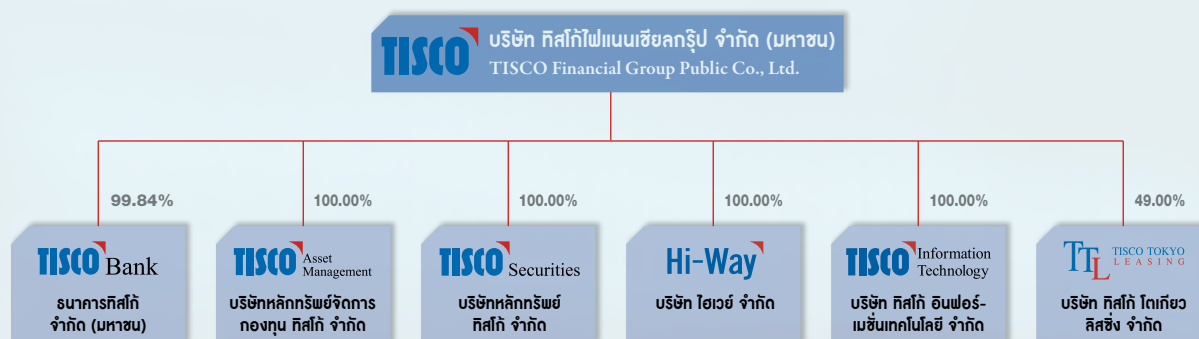 TISCO
บริษัท ทิสโก้ไฟแนนเชียลกรุ๊ป จำกัด (มหาชน)
TISCO Financial Group Public Co., Ltd.
99.84%
100.00%
100.00%
100.00%
100.00%
49.00%
TISCO Bank
ธนาคารทิสโก้
จำกัด (มหาชน)
TISCO Asset
Management
บริษัทหลักทรัพย์จัดการ
กองทุน ทิสโก้ จำกัด
TISCO Securities
บริษัทหลักทรัพย์
ทิสโก้ จำกัด
Hi-Way
บริษัท ไฮเวย์ จำกัด
TISCO Information
Technology
บริษัท ทิสโก้ อินฟอร์-
เมชั่นเทคโนโลยี จำกัด
TTL TISCO TOKYO
LEASING
บริษัท ทิสโก้ โตเกียว
ลิสซิ่ง จำกัด